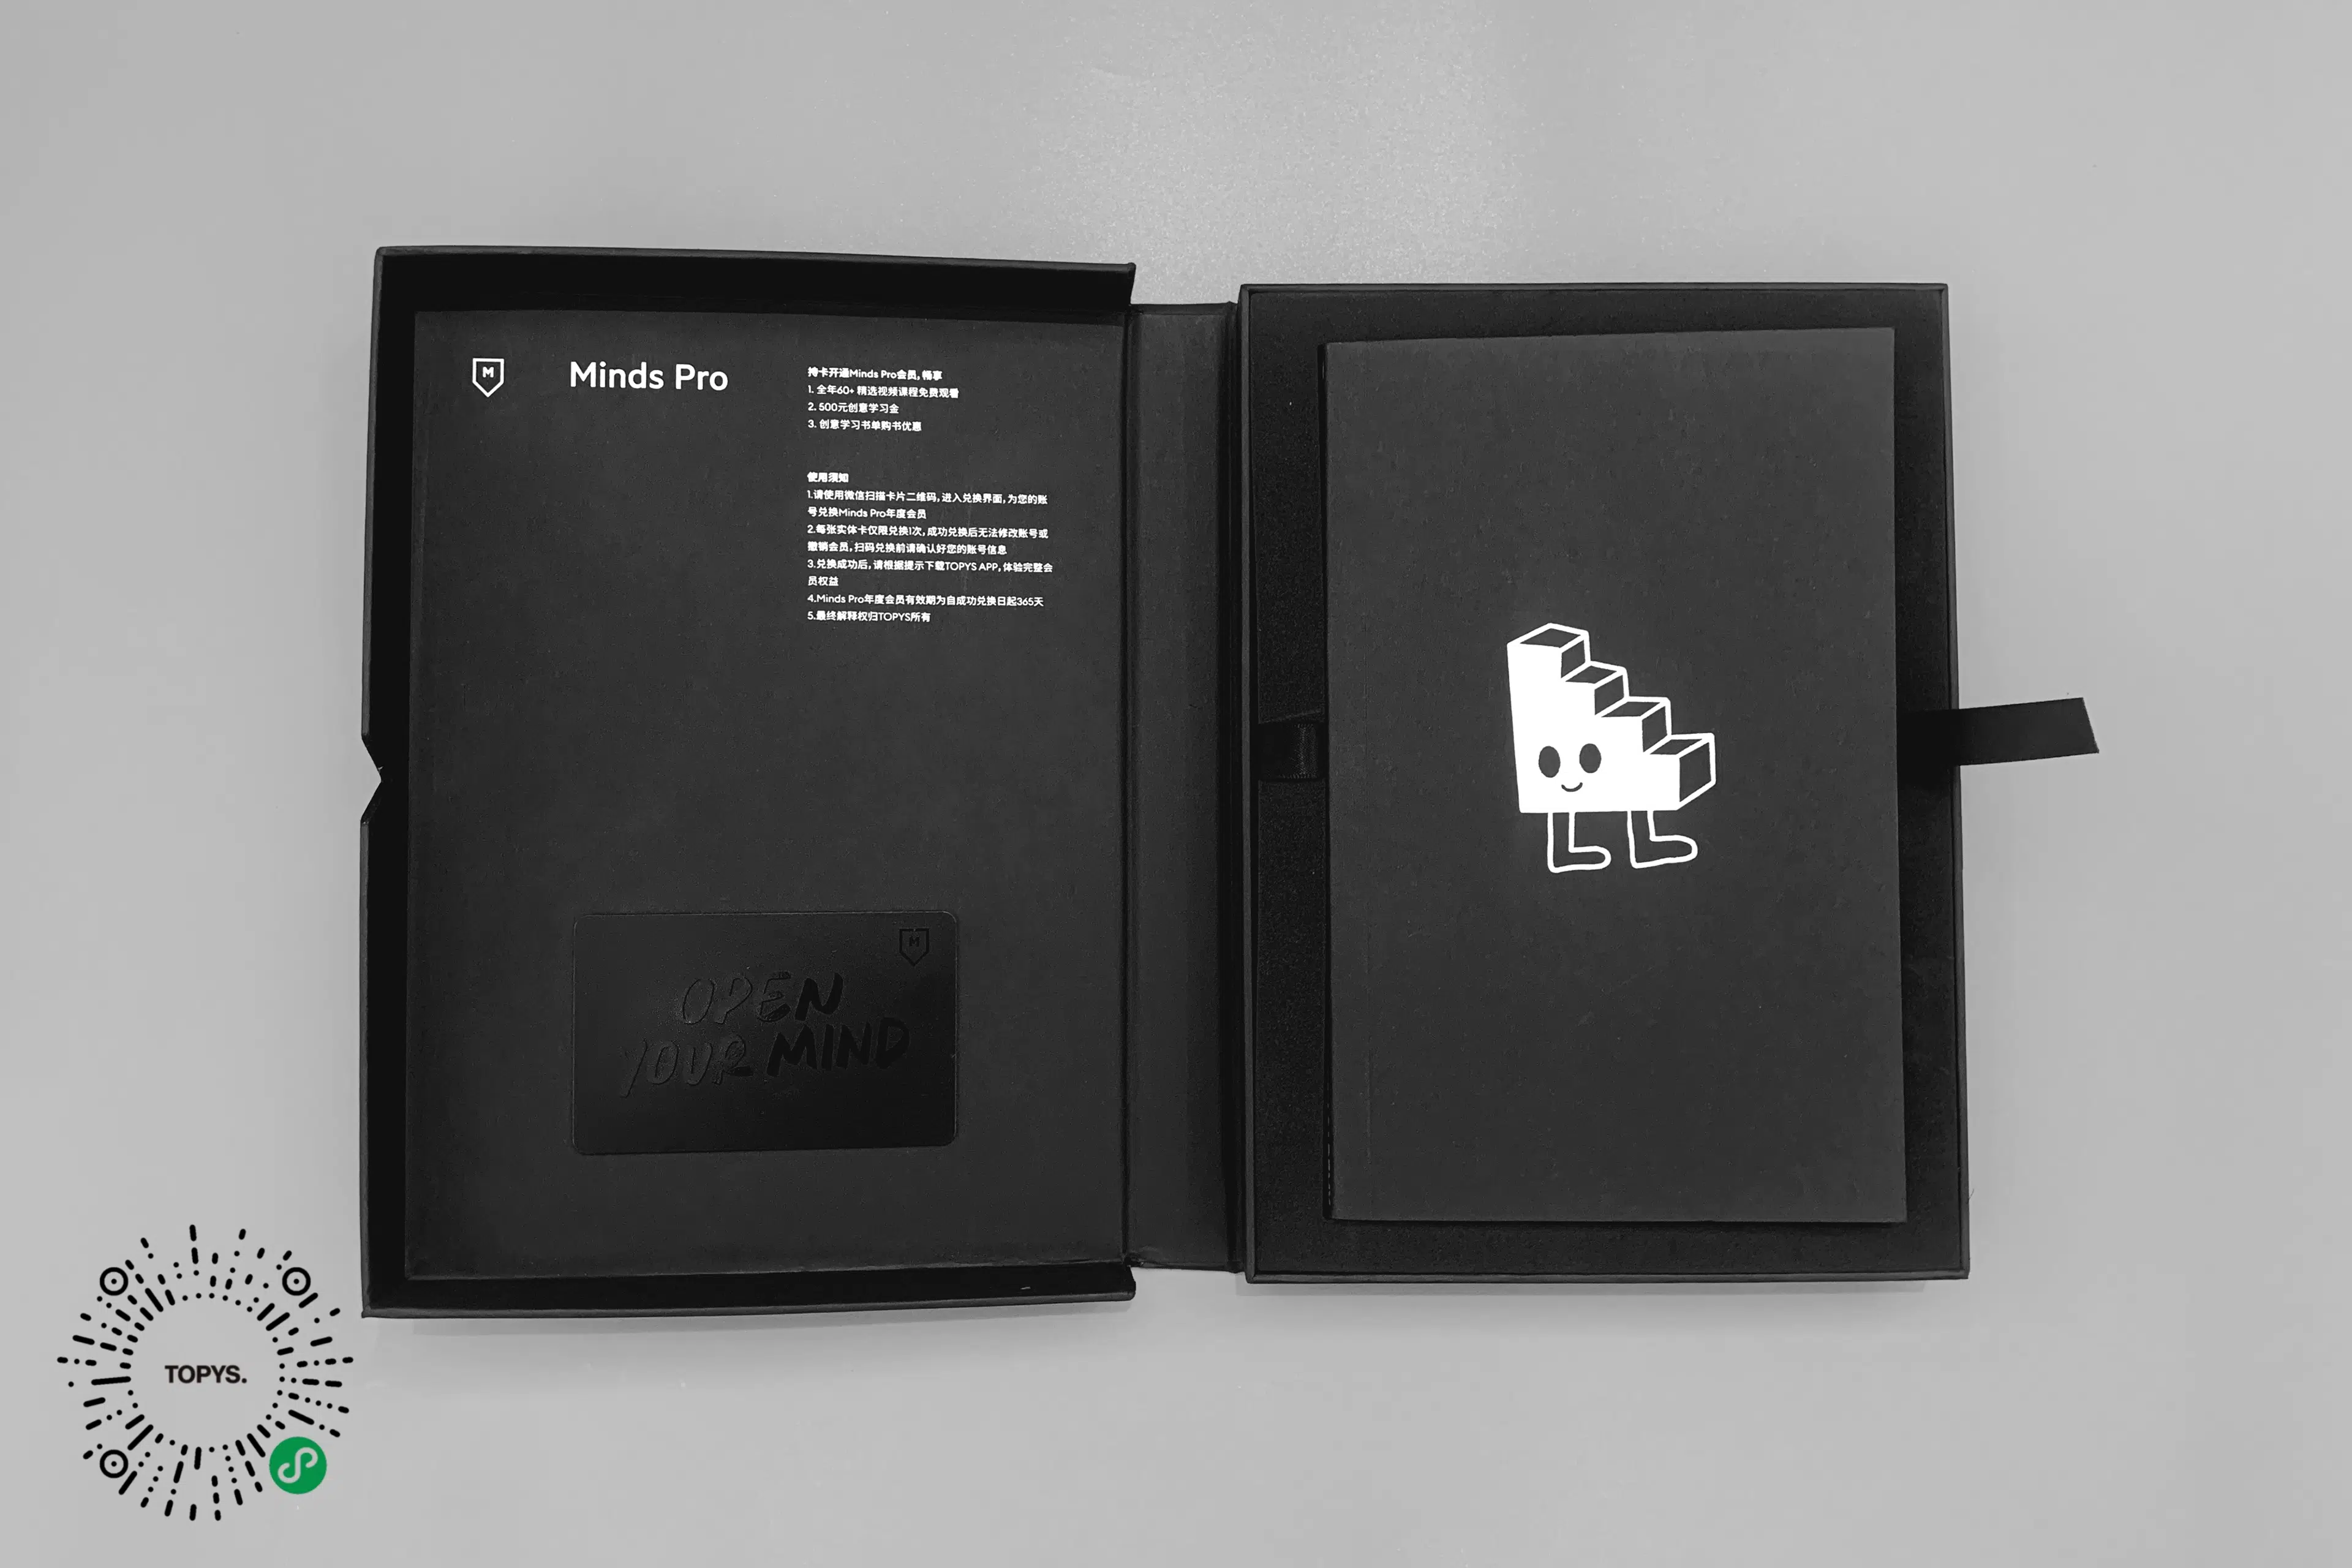 M
Minds Pro
持卡开通Minds Pro会员,畅享
1. 全年60+ 精选视频课程免费观看
2. 500元创意学习金
3. 创意学习书单购书优惠
使用须知
1.请使用微信扫描卡片二维码,进入兑换界面,为您的账
号兑换Minds Pro年度会员
2.每张实体卡仅限兑换1次,成功兑换后无法修改账号或
撤销会员,扫码兑换前请确认好您的账号信息
3.兑换成功后,请根据提示下载TOPYS APP,体验完整会
员权益
4.Minds Pro年度会员有效期为自成功兑换日起365天
5.最终解释权归TOPYS所有
M
OPEN
YOUR MIND
TOPYS.